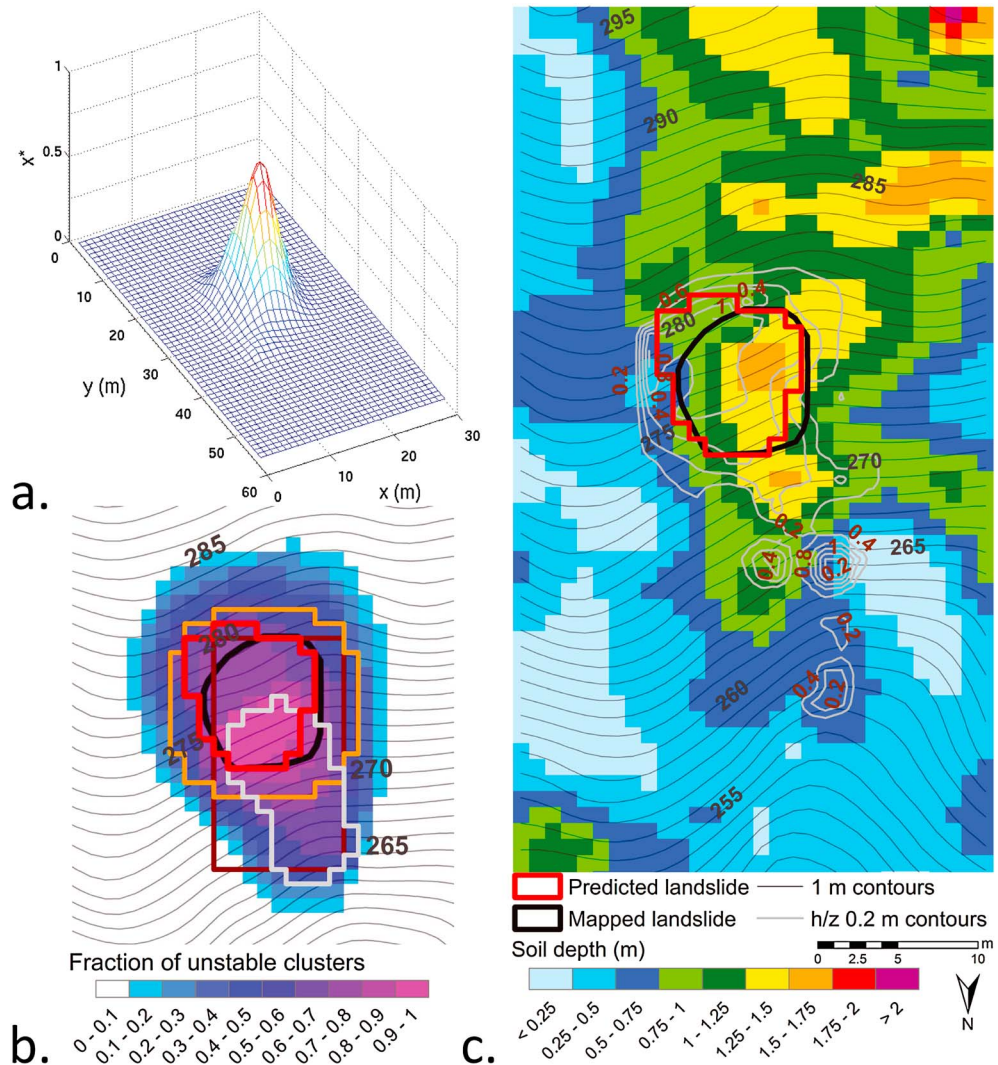 1
0.5
0
X*
0
10
20
30
40
50
60
y (m)
0
10
20
30
x (m)
a.
285
280
275
270
265
Fraction of unstable clusters
0 - 0.1
0.1 - 0.2
0.2 - 0.3
0.3 - 0.4
0.4 - 0.5
0.5 - 0.6
0.6 - 0.7
0.7 - 0.8
0.8 - 0.9
0.9 - 1
b.
c.
295
290
285
0.6
0.4
1
280
0.2
0.4
275
270
0.2
0.4
0.8
1
0.2
0.4
265
0.2
0.4
0.2
260
255
Predicted landslide
1 m contours
Mapped landslide
h/z 0.2 m contours
Soil depth (m)
0 2.5 5 10 m
< 0.25
0.25 - 0.5
0.5 - 0.75
0.75 - 1
1 - 1.25
1.25 - 1.5
1.5 - 1.75
1.75 - 2
> 2
N